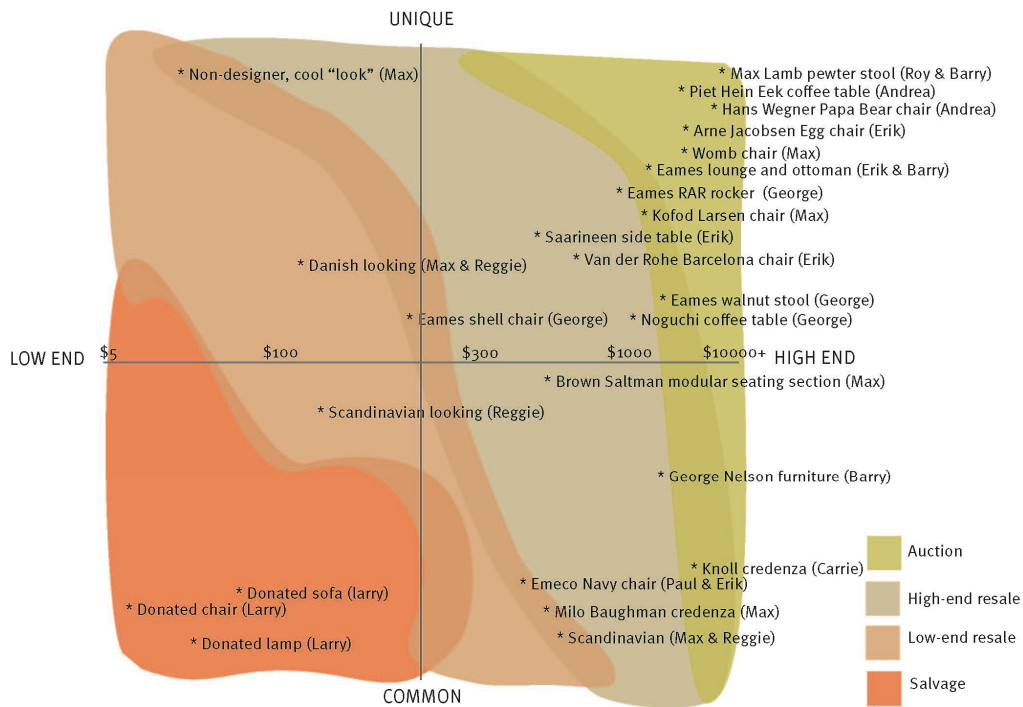 UNIQUE
* Non-designer, cool “look” (Max)
* Max Lamb pewter stool (Roy & Barry)
* Piet Hein Eek coffee table (Andrea)
* Hans Wegner Papa Bear chair (Andrea)
* Arne Jacobsen Egg chair (Erik)
* Womb chair (Max)
* Eames lounge and ottoman (Erik & Barry)
* Eames RAR rocker (George)
* Kofod Larsen chair (Max)
* Saarineen side table (Erik)
* Danish looking (Max & Reggie)
* Van der Rohe Barcelona chair (Erik)
* Eames walnut stool (George)
* Eames shell chair (George)
* Noguchi coffee table (George)
LOW END $5 $100 $300 $1000 $10000+ HIGH END
* Brown Saltman modular seating section (Max)
* Scandinavian looking (Reggie)
* George Nelson furniture (Barry)
Auction
* Knoll credenza (Carrie)
* Emeco Navy chair (Paul & Erik)
* Donated sofa (larry)
High-end resale
* Donated chair (Larry)
* Milo Baughman credenza (Max)
* Scandinavian (Max & Reggie)
Low-end resale
* Donated lamp (Larry)
Salvage
COMMON